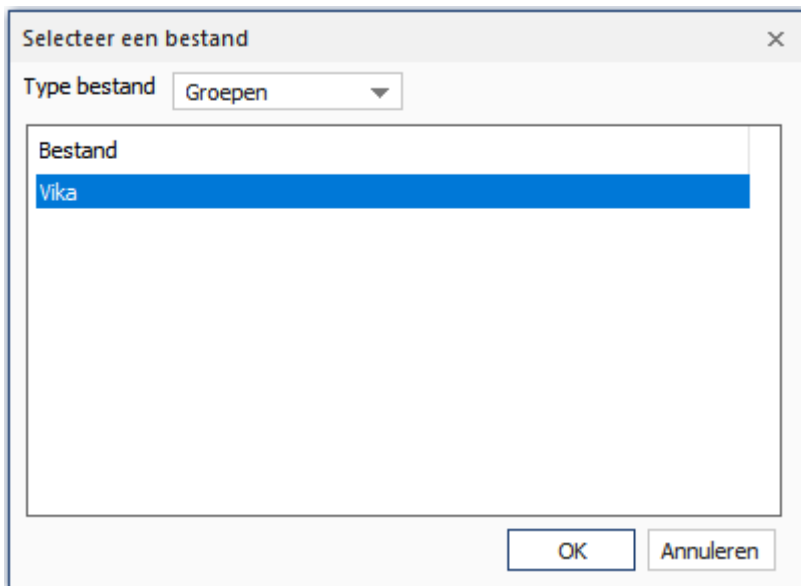 Selecteer een bestand
Type bestand Groepen
Bestand
Vika
OK Annuleren